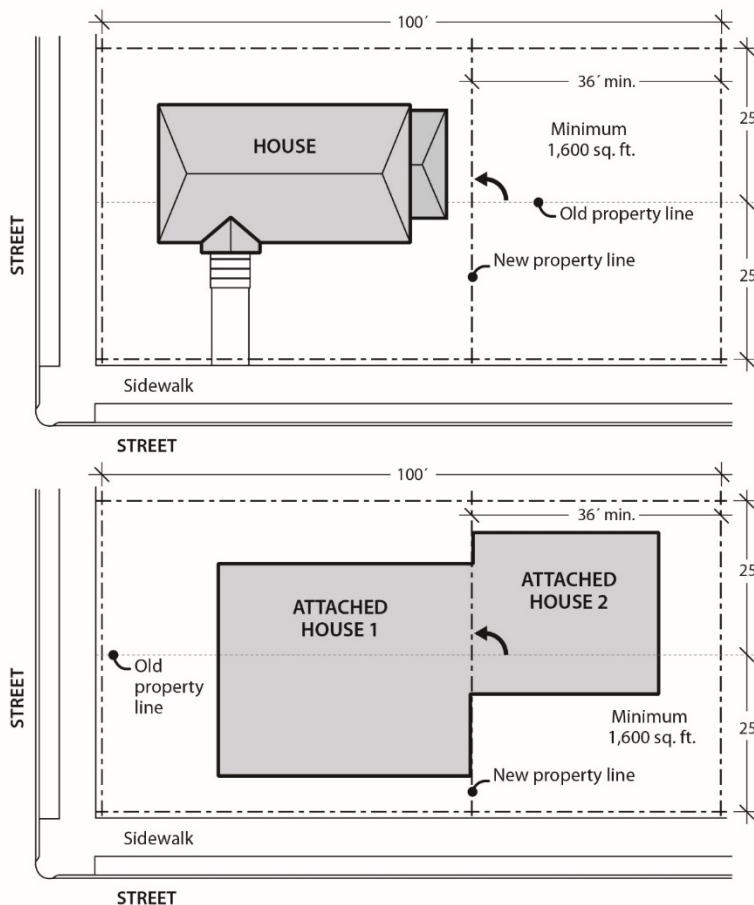 100´
36´ min.
25
HOUSE
Minimum
1,600 sq. ft.
Old property line
STREET
New property line
25
Sidewalk
STREET
100´
36´ min.
25
ATTACHED
HOUSE 1
ATTACHED
HOUSE 2
Old
property
line
STREET
Minimum
1,600 sq. ft.
25
New property line
Sidewalk
STREET